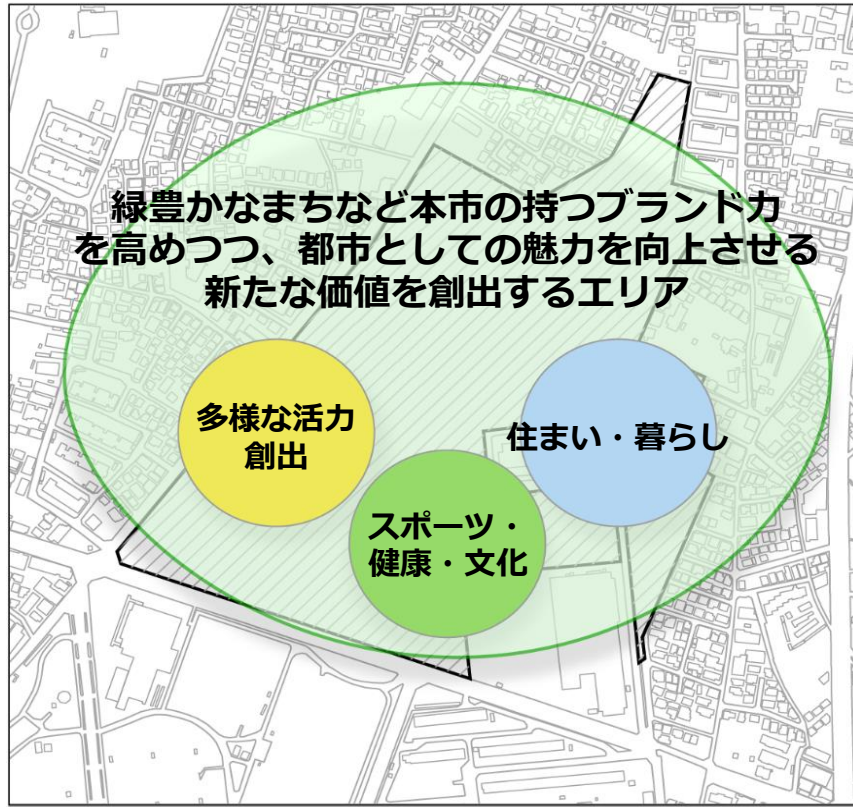 緑豊かなまちなど本市の持つブランド力
を高めつつ、都市としての魅力を向上させる
新たな価値を創出するエリア
多様な活力
創出
住まい・暮らし
スポーツ・
健康・文化